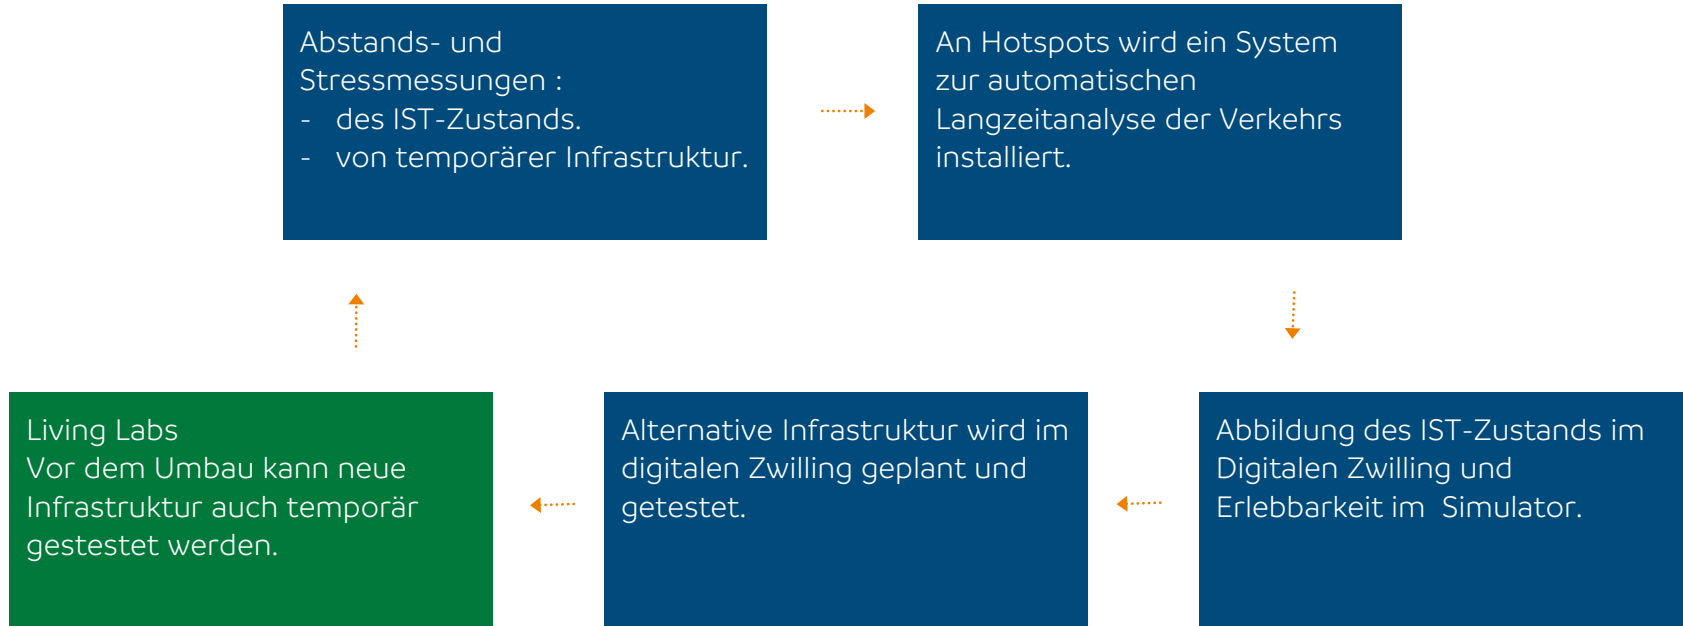 Abstands- und
Stressmessungen :
- des IST-Zustands.
- von temporärer Infrastruktur.
An Hotspots wird ein System
zur automatischen
Langzeitanalyse der Verkehrs
installiert.
Living Labs
Vor dem Umbau kann neue
Infrastruktur auch temporär
gestestet werden.
Alternative Infrastruktur wird im
digitalen Zwilling geplant und
getestet.
Abbildung des IST-Zustands im
Digitalen Zwilling und
Erlebbarkeit im  Simulator.